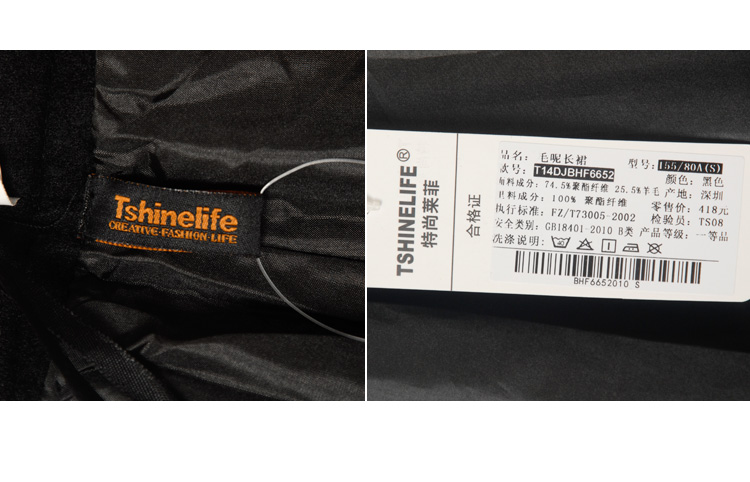 Tshinelife
CREATIVE·FASHION·LIFE
TSHINELIFE®
特尚莱菲
合格证
品名: 毛呢长裙
型号: 155/80A(S)
款号: T14DJBHF6652
颜色: 黑色
面料成分: 74.5%聚酯纤维 25.5%羊毛
产地: 深圳
里料成分: 100% 聚酯纤维
零售价: 418元
执行标准: FZ/T73005-2002
检验员: TS08
安全类别: GB18401-2010 B类
产品等级: 一等品
洗涤说明:
BHF6652010 S